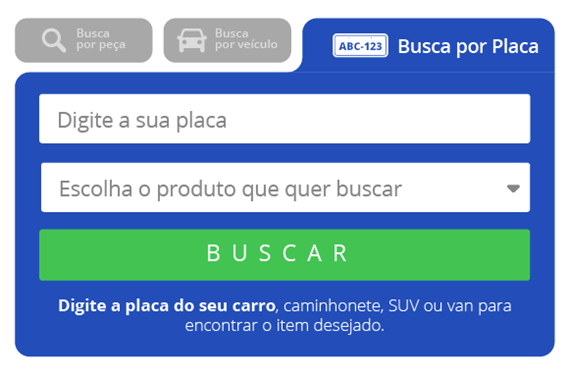 Busca
por peça
Busca
por veículo
ABC-123
Busca por Placa
Digite a sua placa
Escolha o produto que quer buscar
BUSCAR
Digite a placa do seu carro, caminhonete, SUV ou van para
encontrar o item desejado.